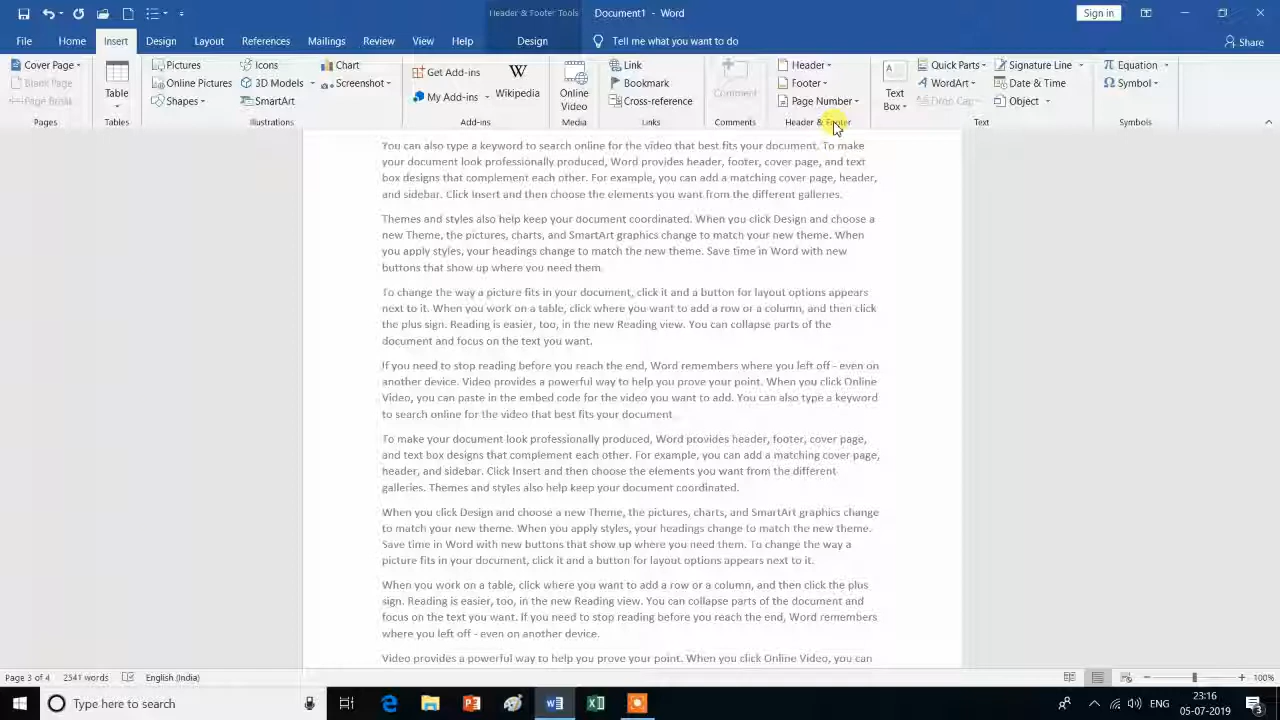 Header & Footer Tools
Document1 - Word
Sign in
File Home Insert Design Layout References Mailings Review View Help Design Tell me what you want to do Share
Cover Page
Blank Page
Page Break
Pages
Table
Tables
Pictures
Online Pictures
Shapes
Icons
3D Models
SmartArt
Chart
Screenshot
Illustrations
Get Add-ins
My Add-ins
Wikipedia
Add-ins
Online
Video
Media
Link
Bookmark
Cross-reference
Links
Comment
Comments
Header
Footer
Page Number
Header & Footer
Text
Box
Quick Parts
WordArt
Drop Cap
Signature Line
Date & Time
Object
Text
Equation
Symbol
Symbols
You can also type a keyword to search online for the video that best fits your document. To make
your document look professionally produced, Word provides header, footer, cover page, and text
box designs that complement each other. For example, you can add a matching cover page, header,
and sidebar. Click Insert and then choose the elements you want from the different galleries.
Themes and styles also help keep your document coordinated. When you click Design and choose a
new Theme, the pictures, charts, and SmartArt graphics change to match your new theme. When
you apply styles, your headings change to match the new theme. Save time in Word with new
buttons that show up where you need them.
To change the way a picture fits in your document, click it and a button for layout options appears
next to it. When you work on a table, click where you want to add a row or a column, and then click
the plus sign. Reading is easier, too, in the new Reading view. You can collapse parts of the
document and focus on the text you want.
If you need to stop reading before you reach the end, Word remembers where you left off - even on
another device. Video provides a powerful way to help you prove your point. When you click Online
Video, you can paste in the embed code for the video you want to add. You can also type a keyword
to search online for the video that best fits your document
To make your document look professionally produced, Word provides header, footer, cover page,
and text box designs that complement each other. For example, you can add a matching cover page,
header, and sidebar. Click Insert and then choose the elements you want from the different
galleries. Themes and styles also help keep your document coordinated.
When you click Design and choose a new Theme, the pictures, charts, and SmartArt graphics change
to match your new theme. When you apply styles, your headings change to match the new theme.
Save time in Word with new buttons that show up where you need them. To change the way a
picture fits in your document, click it and a button for layout options appears next to it.
When you work on a table, click where you want to add a row or a column, and then click the plus
sign. Reading is easier, too, in the new Reading view. You can collapse parts of the document and
focus on the text you want. If you need to stop reading before you reach the end, Word remembers
where you left off - even on another device.
Video provides a powerful way to help you prove your point. When you click Online Video, you can
Page 3 of 4 2541 words English (India) 100%
Type here to search
ENG
23:16
05-07-2019
3